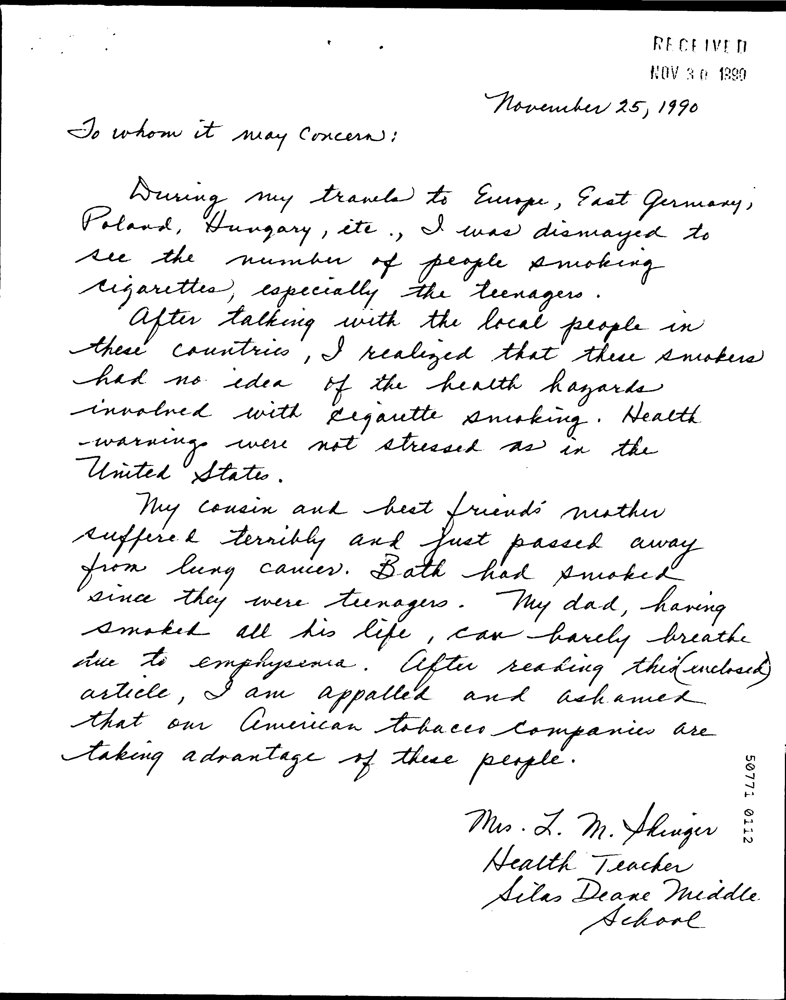 RECEIVED
NOV 30 1990
November 25, 1990
To whom it may concern:
During my travels to Europe, East Germany,
Poland, Hungary, etc., I was dismayed to
see the number of people smoking
cigarettes, especially the teenagers.
After talking with the local people in
these countries, I realized that these smokers
had no idea of the health hazards
involved with cigarette smoking. Health
warnings were not stressed as in the
United States.
My cousin and best friends' mother
suffered terribly and just passed away
from lung cancer. Both had smoked
since they were teenagers. My dad, having
smoked all his life, can barely breathe
due to emphysema. After reading this (enclosed)
article, I am appalled and ashamed
that our American tobacco companies are
taking advantage of these people.
Mrs. L. M.
Health Teacher
Silas Deane Middle
School
50771 0112